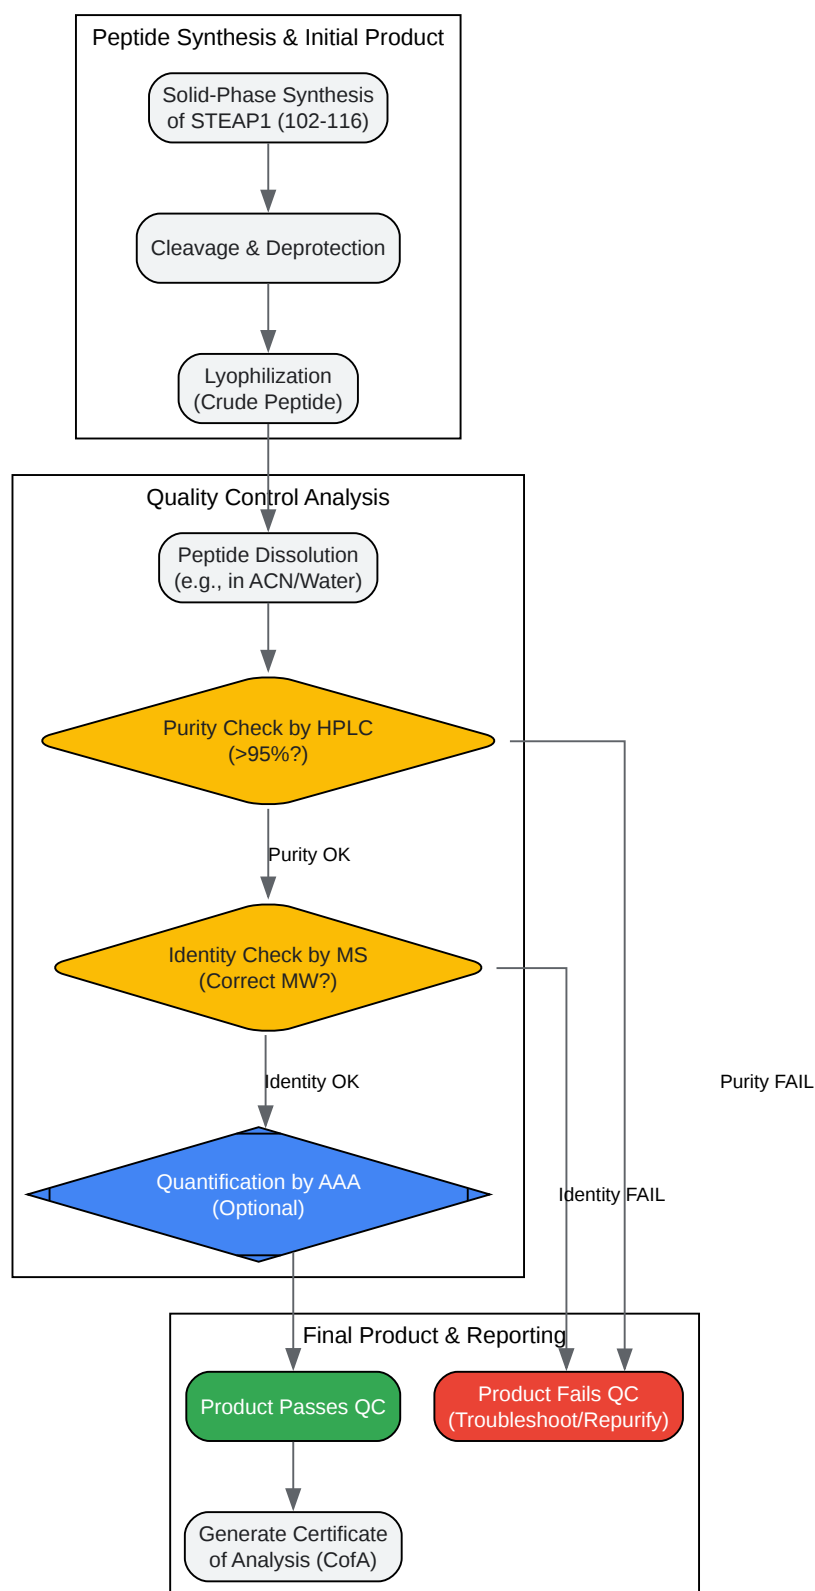 Peptide Synthesis & Initial Product
Solid-Phase Synthesis
of STEAP1 (102-116)
Cleavage & Deprotection
Lyophilization
(Crude Peptide)
Quality Control Analysis
Peptide Dissolution
(e.g., in ACN/Water)
Purity Check by HPLC
(>95%?)
Purity OK
Identity Check by MS
(Correct MW?)
Identity OK
Purity FAIL
Quantification by AAA
(Optional)
Identity FAIL
Final Product & Reporting
Product Passes QC
Product Fails QC
(Troubleshoot/Repurify)
Generate Certificate
of Analysis (CofA)